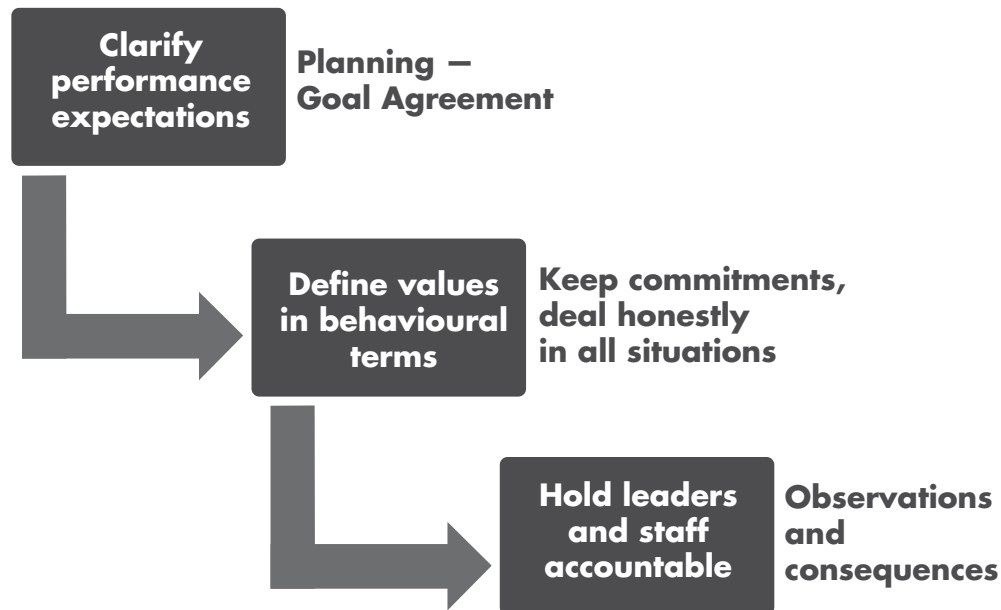 Clarify
performance
expectations
Planning –
Goal Agreement
Define values
in behavioural
terms
Keep commitments,
deal honestly
in all situations
Hold leaders
and staff
accountable
Observations
and
consequences